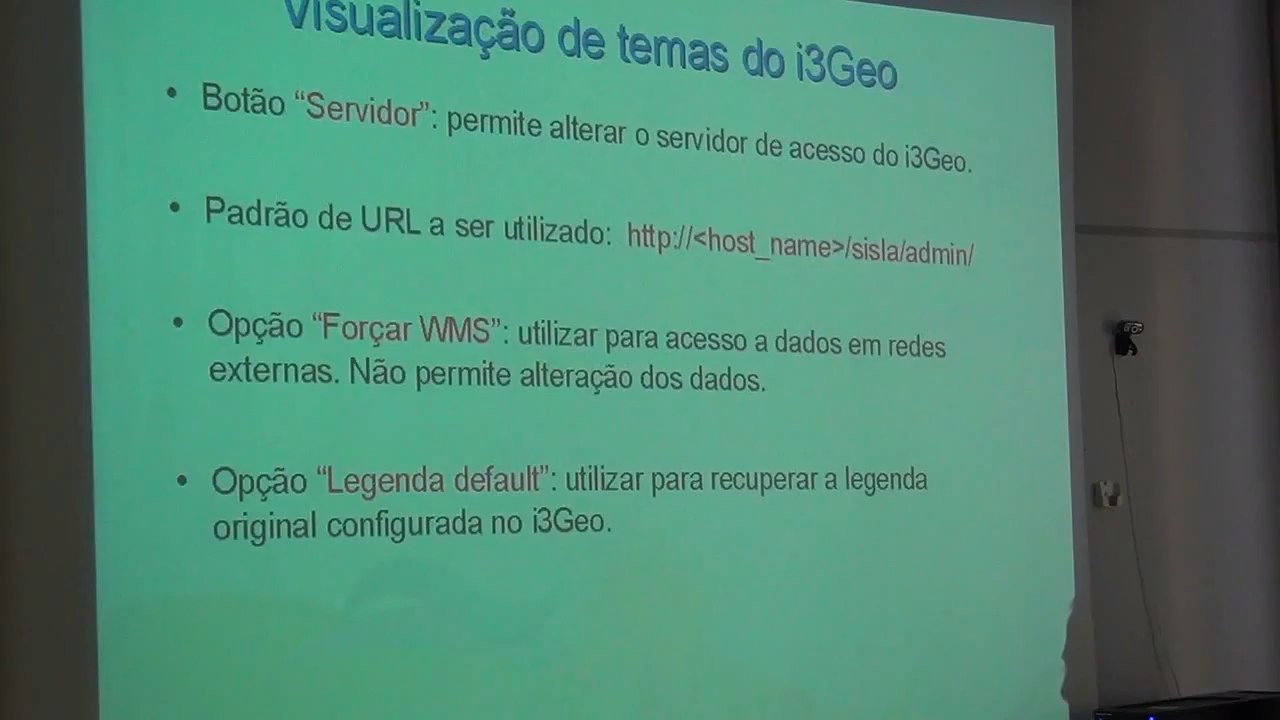 Visualização de temas do i3Geo
• Botão “Servidor”: permite alterar o servidor de acesso do i3Geo.
• Padrão de URL a ser utilizado: http://<host_name>/sisla/admin/
• Opção “Forçar WMS”: utilizar para acesso a dados em redes
externas. Não permite alteração dos dados.
• Opção “Legenda default”: utilizar para recuperar a legenda
original configurada no i3Geo.